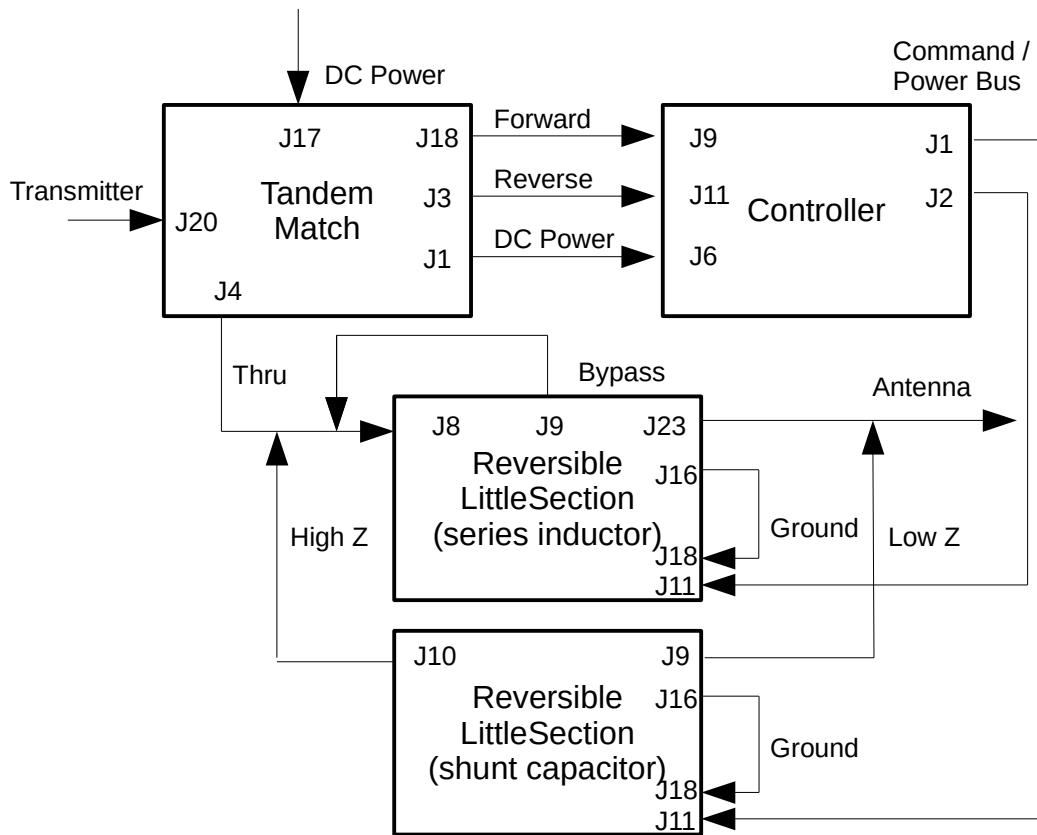 DC Power
Command /
Power Bus
J17
J18
Forward
J9
J1
Transmitter
J20
Tandem
Match
J3
Reverse
J11
Controller
J2
J1
DC Power
J6
J4
Thru
Bypass
Antenna
J8
J9
J23
Reversible
LittleSection
(series inductor)
J16
Ground
J18
J11
High Z
Low Z
J10
J9
Reversible
LittleSection
(shunt capacitor)
J16
Ground
J18
J11